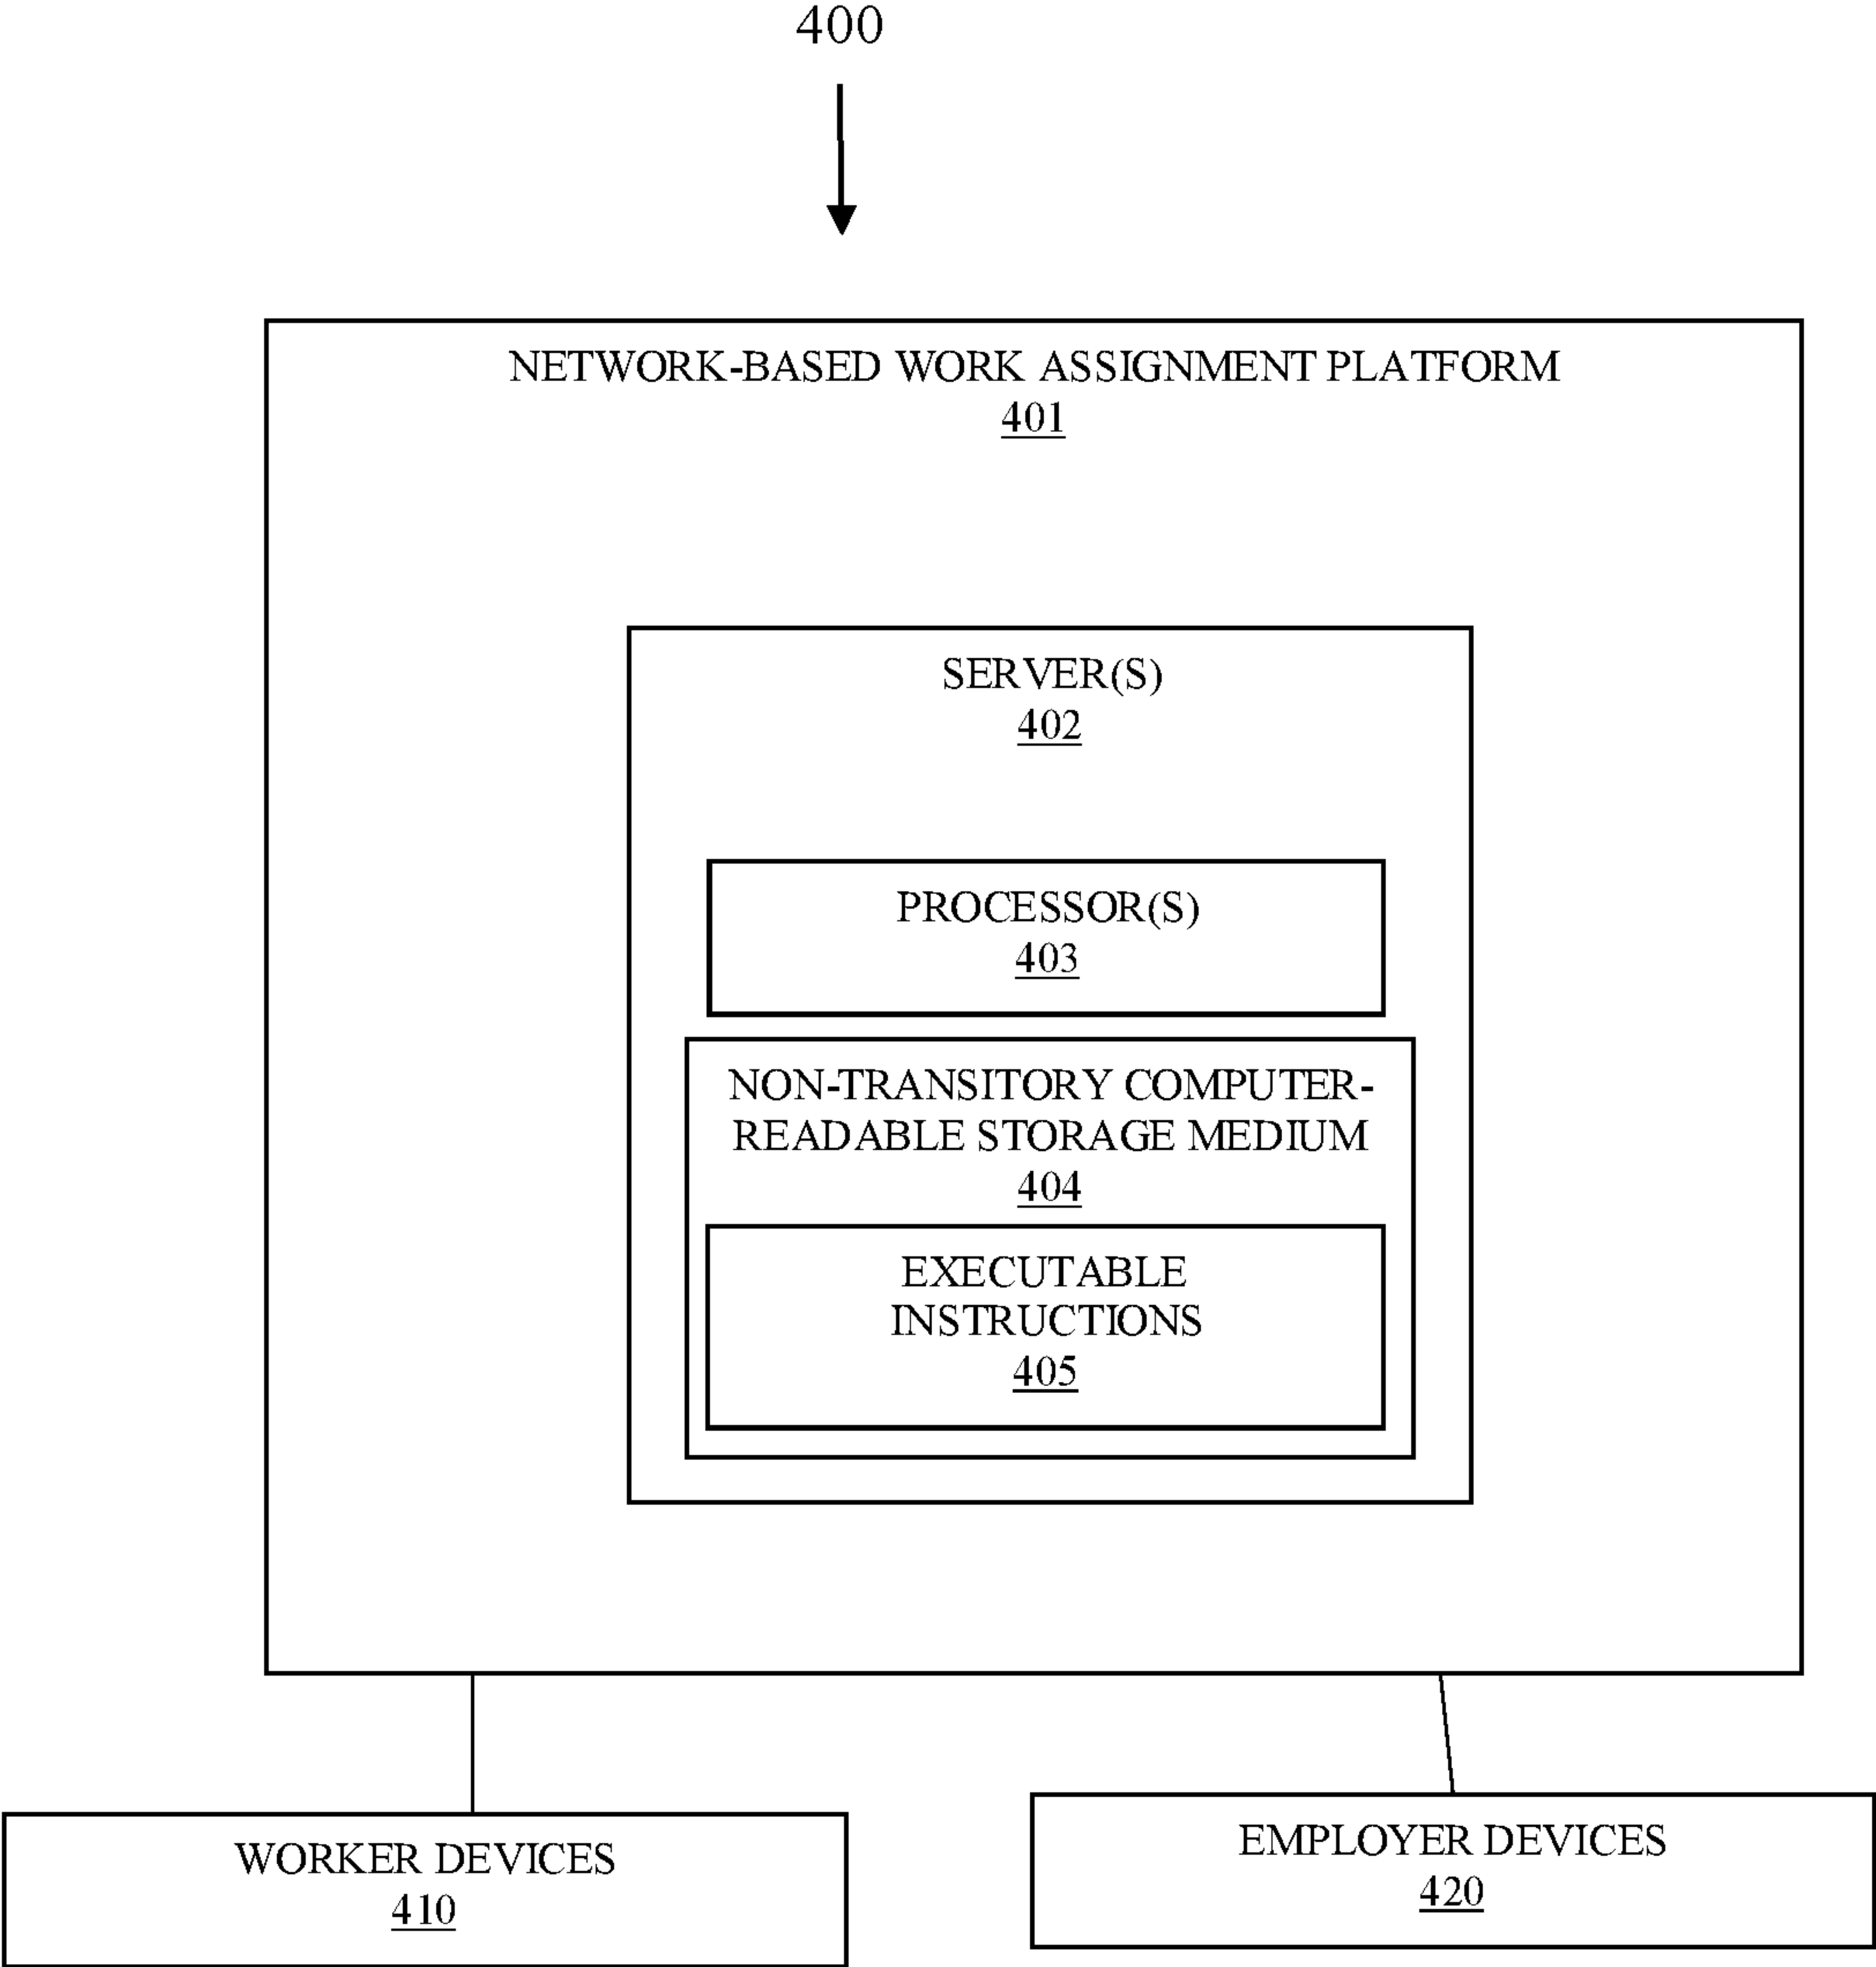 400
NETWORK-BASED WORK ASSIGNMENT PLATFORM
401
SERVER(S)
402
PROCESSOR(S)
403
NON-TRANSITORY COMPUTER-
READABLE STORAGE MEDIUM
404
EXECUTABLE
INSTRUCTIONS
405
WORKER DEVICES
410
EMPLOYER DEVICES
420